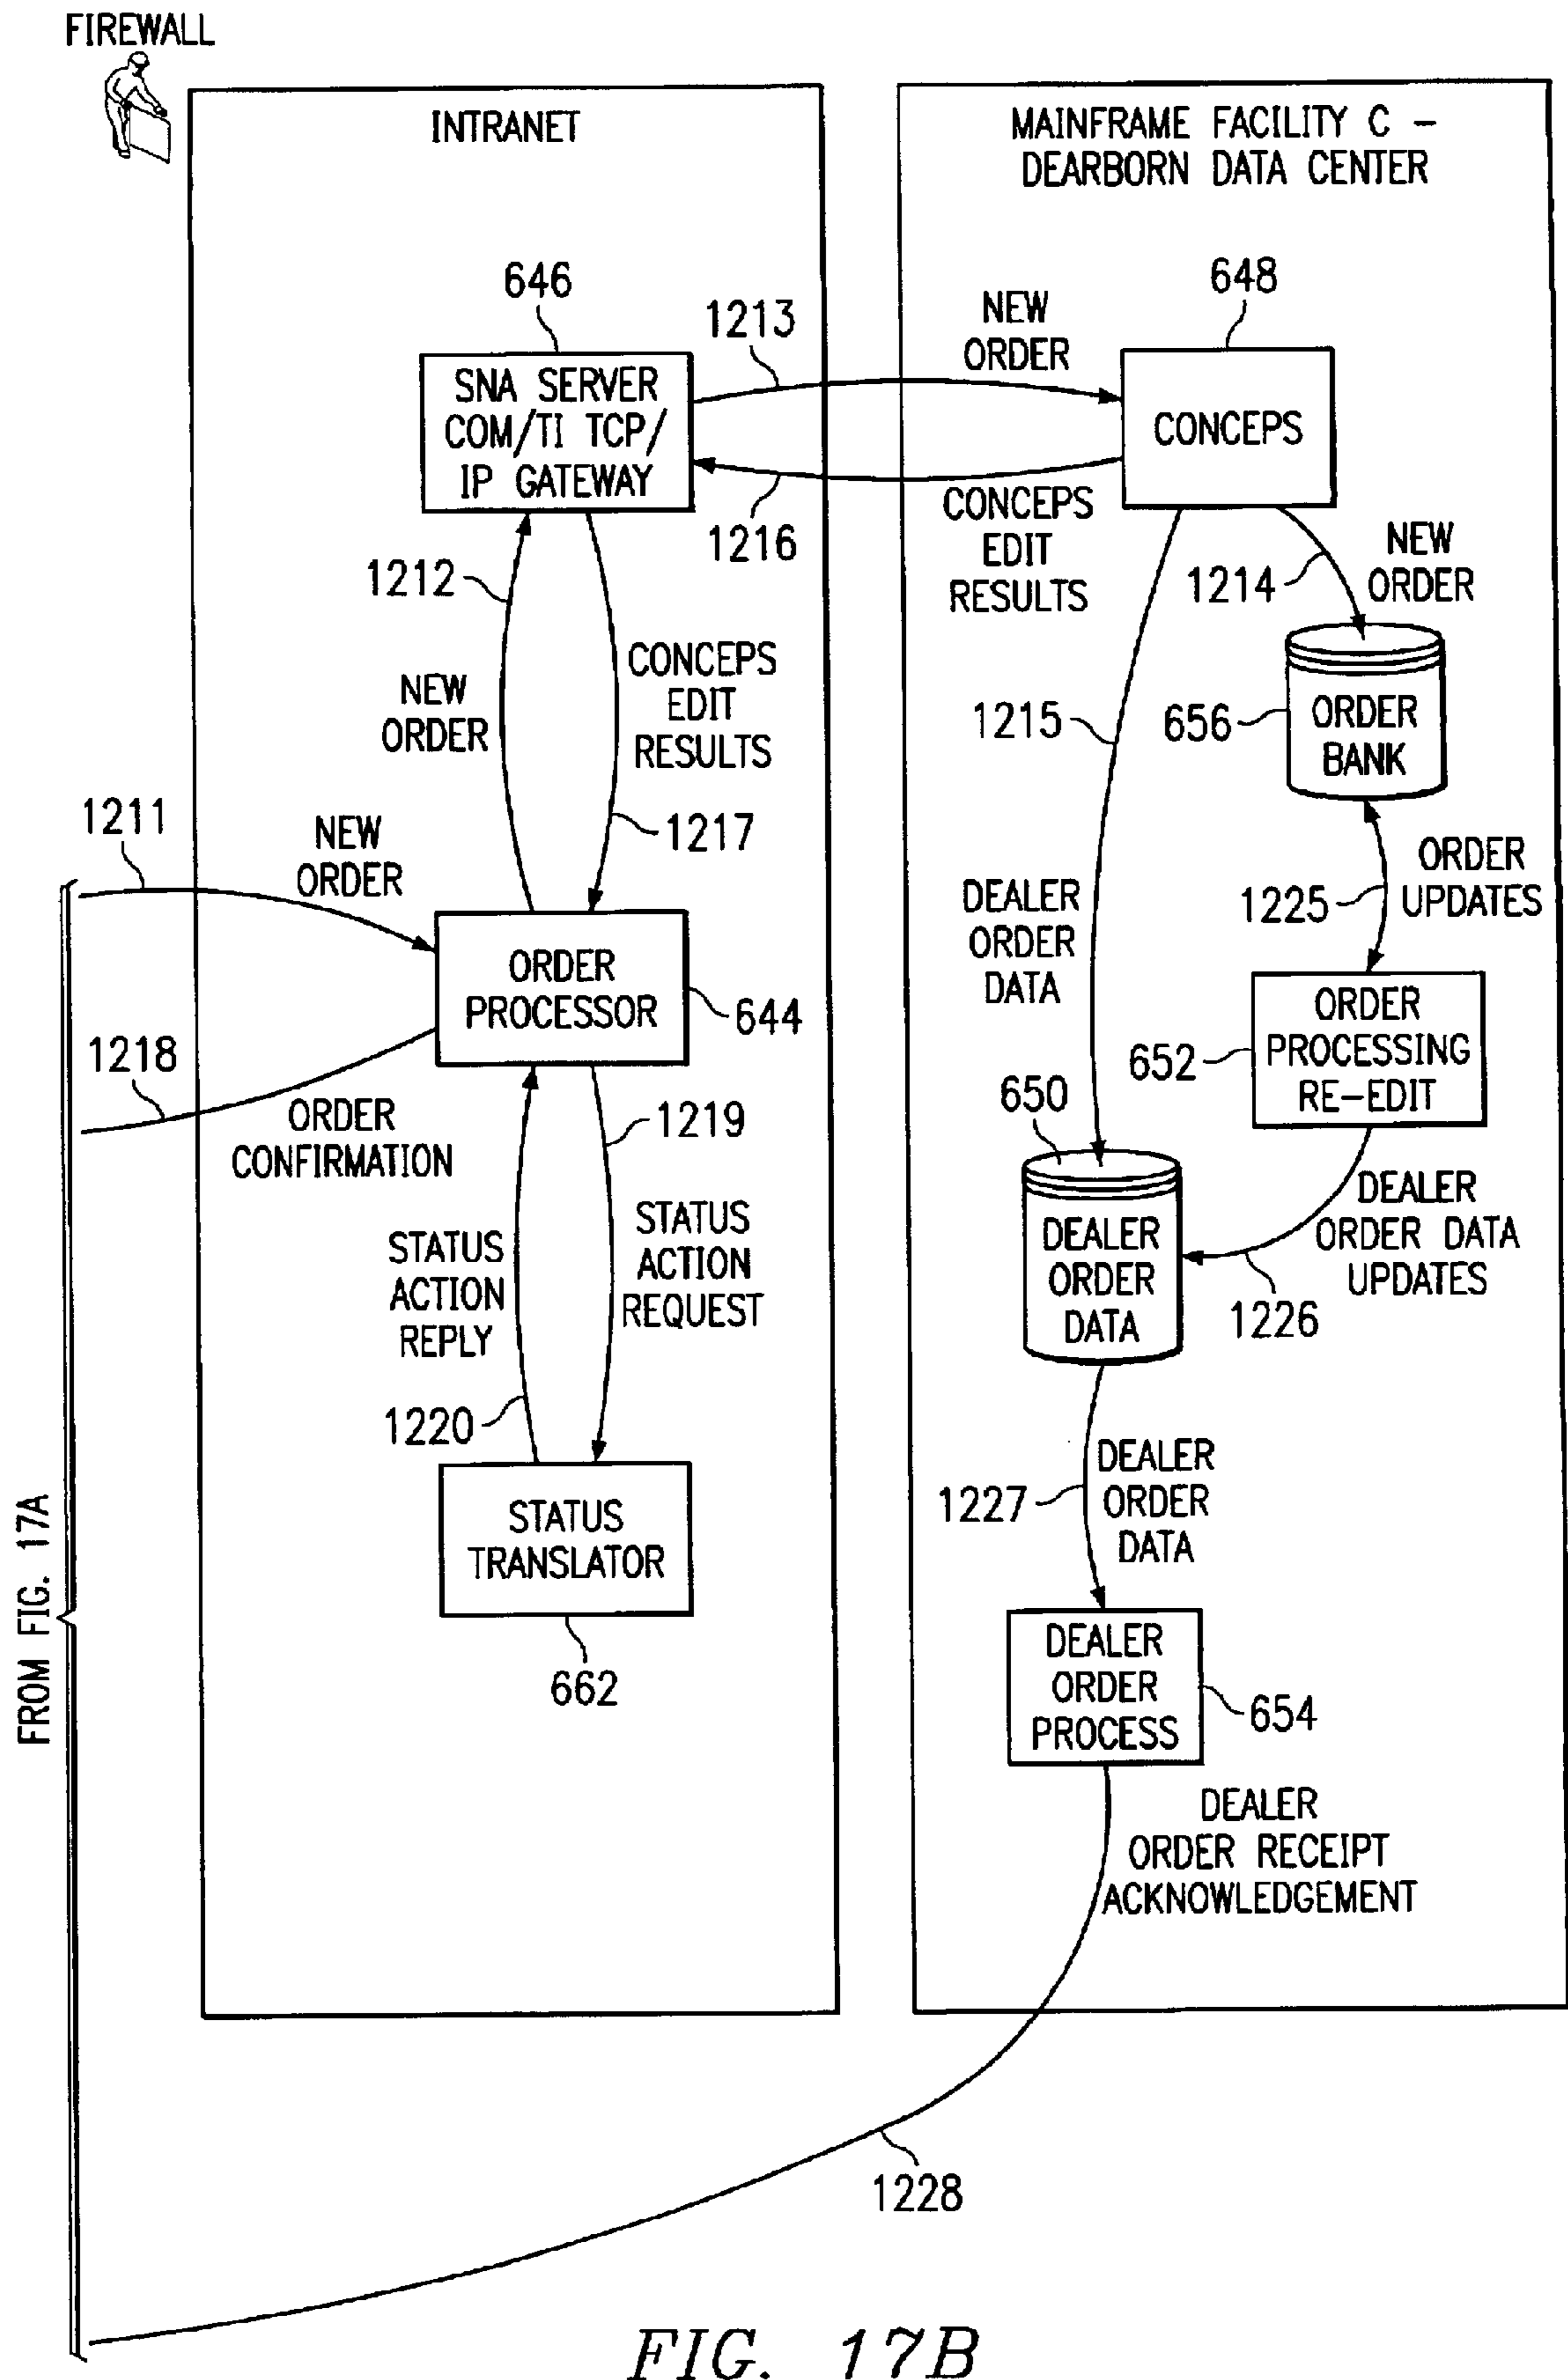 FIREWALL
INTRANET
MAINFRAME FACILITY C –
DEARBORN DATA CENTER
646
SNA SERVER
COM/TI TCP/
IP GATEWAY
1213
NEW
ORDER
648
CONCEPS
1216
CONCEPS
EDIT
RESULTS
1212
NEW
ORDER
CONCEPS
EDIT
RESULTS
1217
1214
NEW
ORDER
1215
656
ORDER
BANK
1211
NEW
ORDER
ORDER
PROCESSOR
644
DEALER
ORDER
DATA
1225
ORDER
UPDATES
1218
ORDER
CONFIRMATION
1219
652
ORDER
PROCESSING
RE-EDIT
650
DEALER
ORDER
DATA
DEALER
ORDER DATA
UPDATES
1226
STATUS
ACTION
REPLY
STATUS
ACTION
REQUEST
1220
STATUS
TRANSLATOR
662
1227
DEALER
ORDER
DATA
DEALER
ORDER
PROCESS
654
DEALER
ORDER RECEIPT
ACKNOWLEDGEMENT
FROM FIG. 17A
1228
FIG. 17B